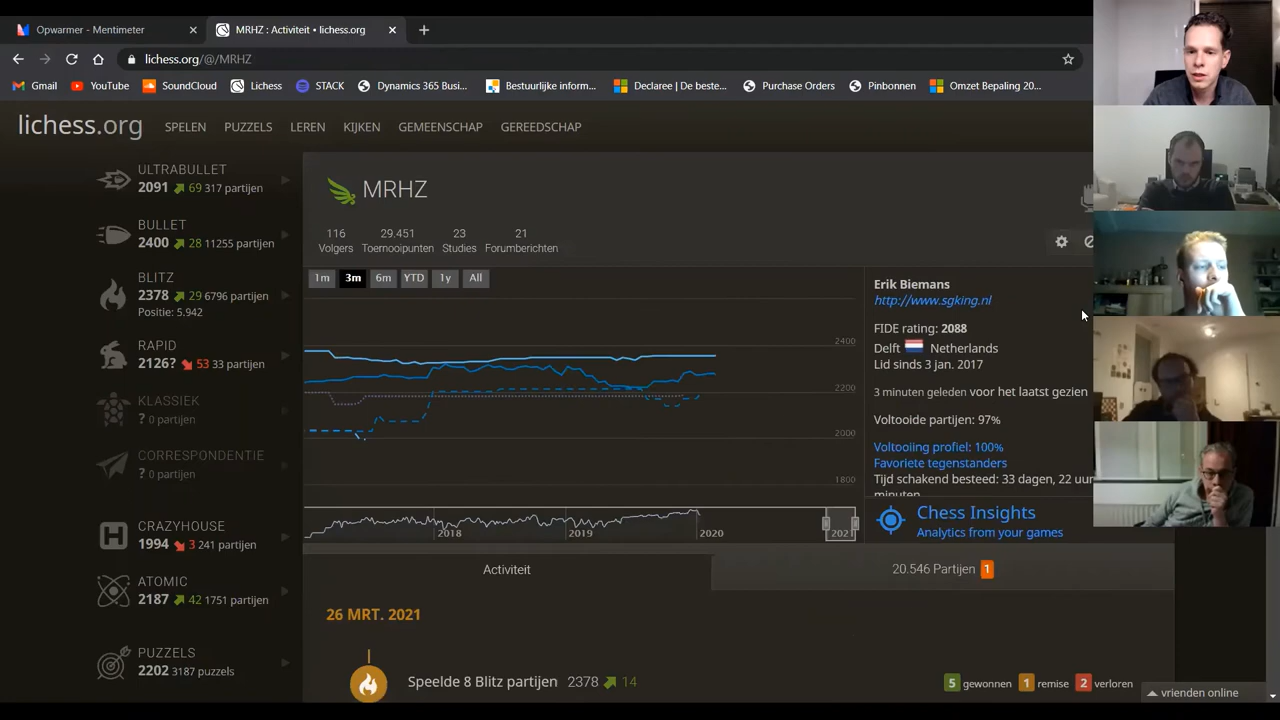 Opwarmer - Mentimeter
MRHZ : Activiteit • lichess.org
lichess.org/@/MRHZ
Gmail YouTube SoundCloud Lichess STACK Dynamics 365 Busi... Bestuurlijke inform... Declaree | De beste... Purchase Orders Pinbonnen Omzet Bepaling 20...
lichess.org SPELEN PUZZELS LEREN KIJKEN GEMEENSCHAP GEREEDSCHAP
ULTRABULLET
2091 69 317 partijen
BULLET
2400 28 11255 partijen
BLITZ
2378 29 6796 partijen
Positie: 5.942
RAPID
2126? 53 33 partijen
KLASSIEK
? 0 partijen
CORRESPONDENTIE
? 0 partijen
CRAZYHOUSE
1994 3 241 partijen
ATOMIC
2187 42 1751 partijen
PUZZELS
2202 3187 puzzels
MRHZ
116 29.451 23 21
Volgers Toernooipunten Studies Forumberichten
1m 3m 6m YTD 1y All
2400
2200
2000
1800
2018 2019 2020 202
Erik Biemans
http://www.sgking.nl
FIDE rating: 2088
Delft Netherlands
Lid sinds 3 jan. 2017
3 minuten geleden voor het laatst gezien
Voltooide partijen: 97%
Voltooiing profiel: 100%
Favoriete tegenstanders
Tijd schakend besteed: 33 dagen, 22 uur
minuten
Chess Insights
Analytics from your games
Activiteit 20.546 Partijen 1
26 MRT. 2021
Speelde 8 Blitz partijen 2378 14
5 gewonnen 1 remise 2 verloren
vrienden online